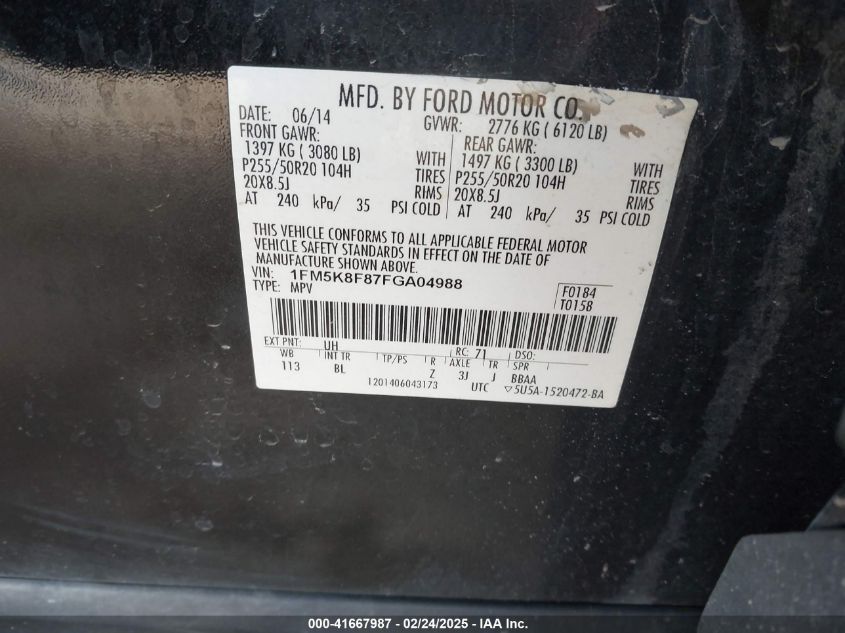 MFD. BY FORD MOTOR CO.
DATE: 06/14 GVWR: 2776 KG ( 6120 LB)
FRONT GAWR: REAR GAWR:
1397 KG ( 3080 LB) WITH 1497 KG ( 3300 LB) WITH
P255/50R20 104H TIRES P255/50R20 104H TIRES
20X8.5J RIMS 20X8.5J RIMS
AT 240 kPa/ 35 PSI COLD AT 240 kPa/ 35 PSI COLD
THIS VEHICLE CONFORMS TO ALL APPLICABLE FEDERAL MOTOR
VEHICLE SAFETY STANDARDS IN EFFECT ON THE DATE OF
MANUFACTURE SHOWN ABOVE.
VIN: 1FM5K8F87FGA04988
TYPE: MPV
F0184
T0158
EXT PNT: UH RC: 71 DSO:
WB INT TR TP/PS R AXLE TR SPR
113 BL Z 3J J BBAA
1201406043173 UTC ▽5U5A-1520472-BA
000-41667987 - 02/24/2025 - IAA Inc.